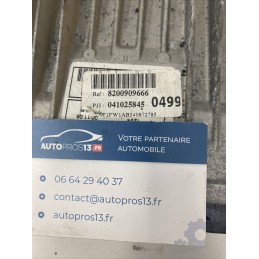 Ref : 8200909666
PJ1 : 041025845 0499
AUTOPROS13.FR
VOTRE PARTENAIRE
AUTOMOBILE
06 64 29 40 37
contact@autopros13.fr
autopros13.fr